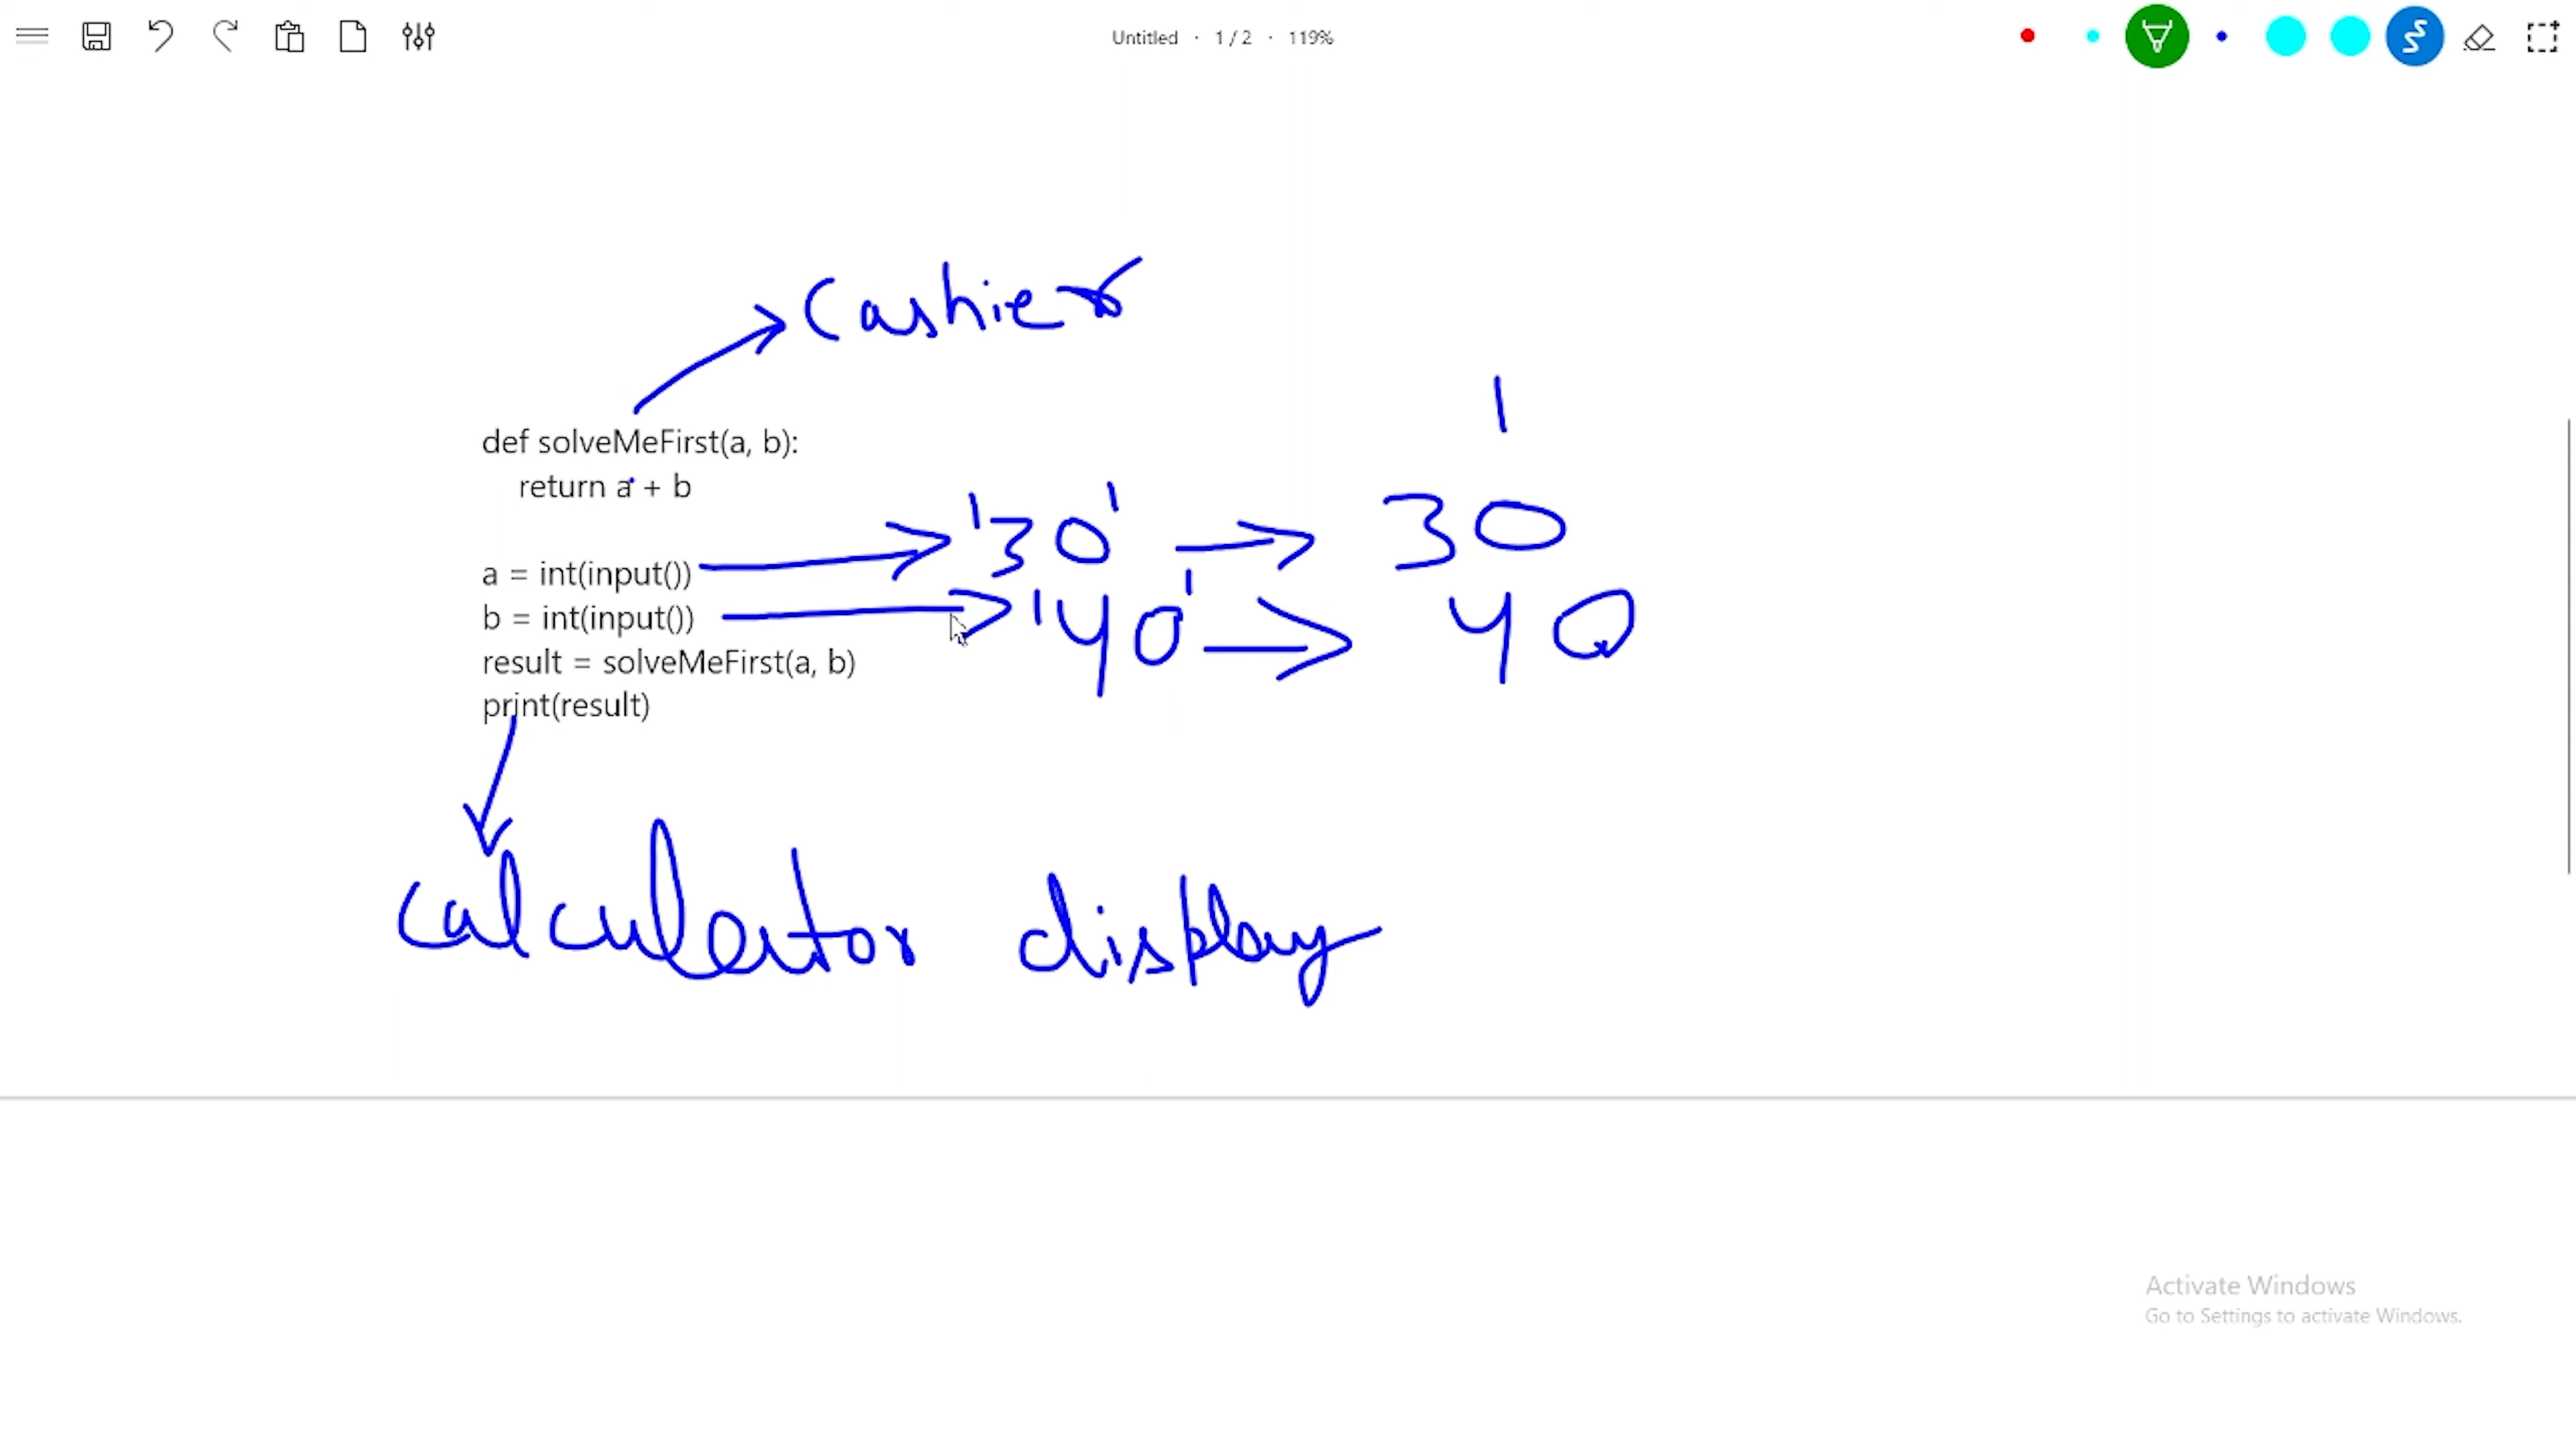 Untitled · 1 / 2 · 119%
Cashier
1
def solveMeFirst(a, b):
return a + b
a = int(input())
'30' → 30
b = int(input())
'40' → 40
result = solveMeFirst(a, b)
print(result)
calculator display
Activate Windows
Go to Settings to activate Windows.